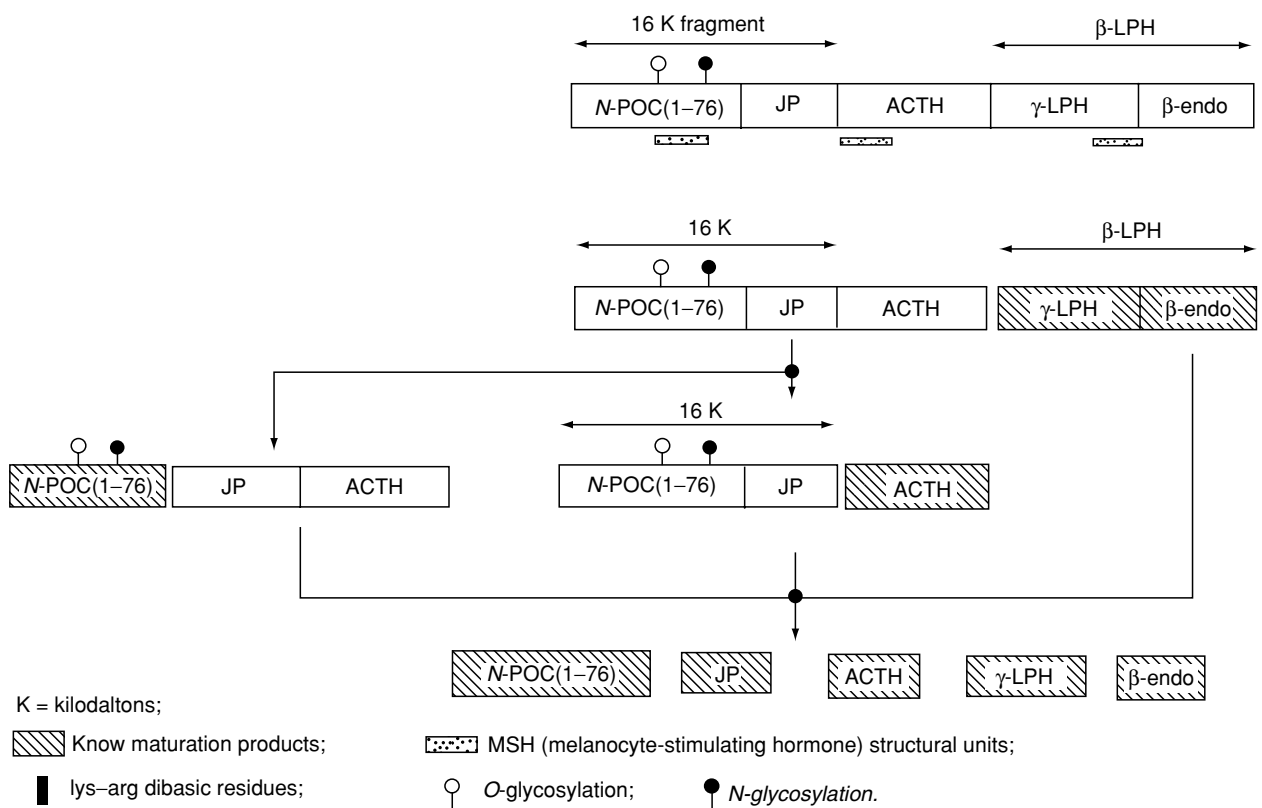 16 K fragment
β-LPH
N-POC(1–76)
JP
ACTH
γ-LPH
β-endo
16 K
β-LPH
N-POC(1–76)
JP
ACTH
γ-LPH
β-endo
16 K
N-POC(1–76)
JP
ACTH
N-POC(1–76)
JP
ACTH
N-POC(1–76)
JP
ACTH
γ-LPH
β-endo
K = kilodaltons;
Know maturation products;
MSH (melanocyte-stimulating hormone) structural units;
lys–arg dibasic residues;
O-glycosylation;
N-glycosylation.